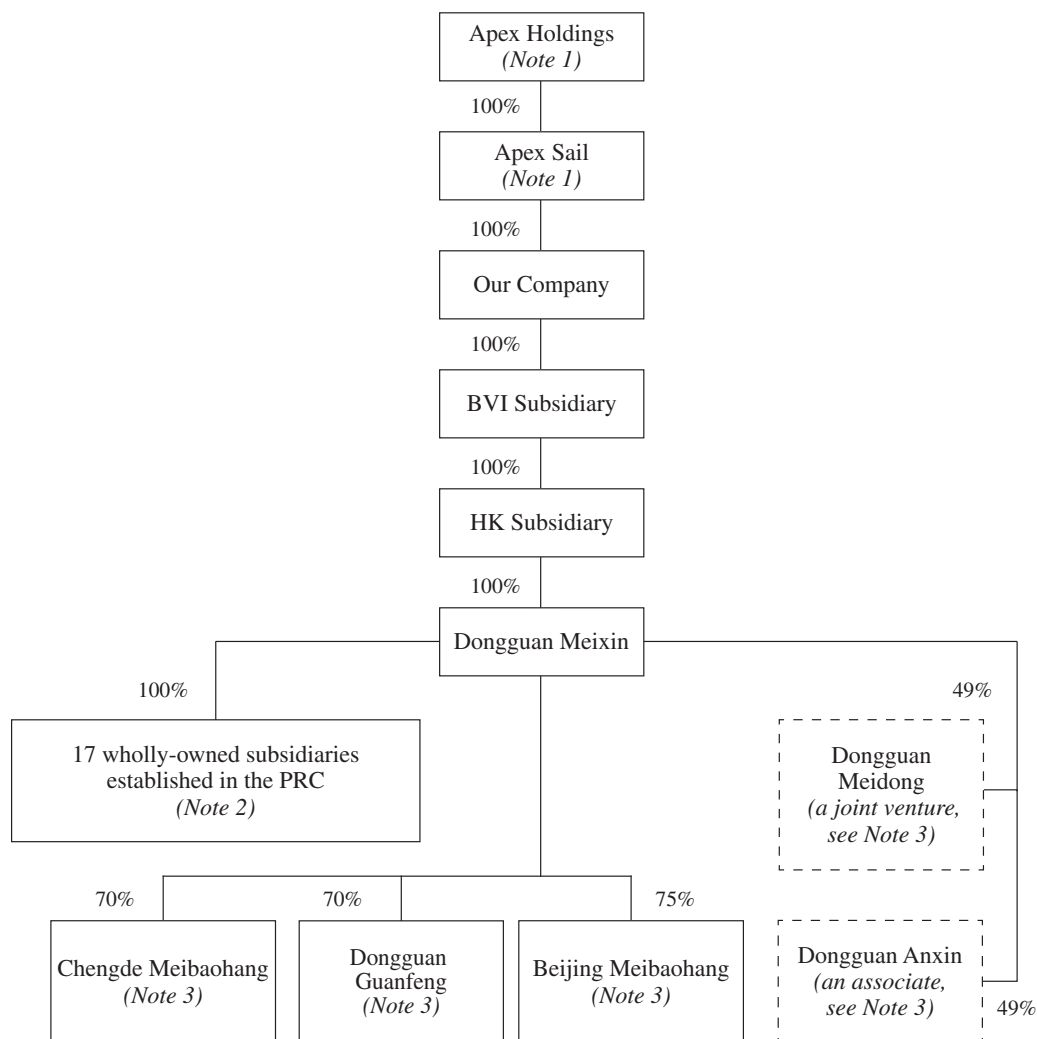 Apex Holdings
(Note 1)
100%
Apex Sail
(Note 1)
100%
Our Company
100%
BVI Subsidiary
100%
HK Subsidiary
100%
Dongguan Meixin
100%
49%
17 wholly-owned subsidiaries
established in the PRC
(Note 2)
Dongguan
Meidong
(a joint venture,
see Note 3)
70%
70%
75%
Chengde Meibaohang
(Note 3)
Dongguan
Guanfeng
(Note 3)
Beijing Meibaohang
(Note 3)
Dongguan Anxin
(an associate,
see Note 3)
49%